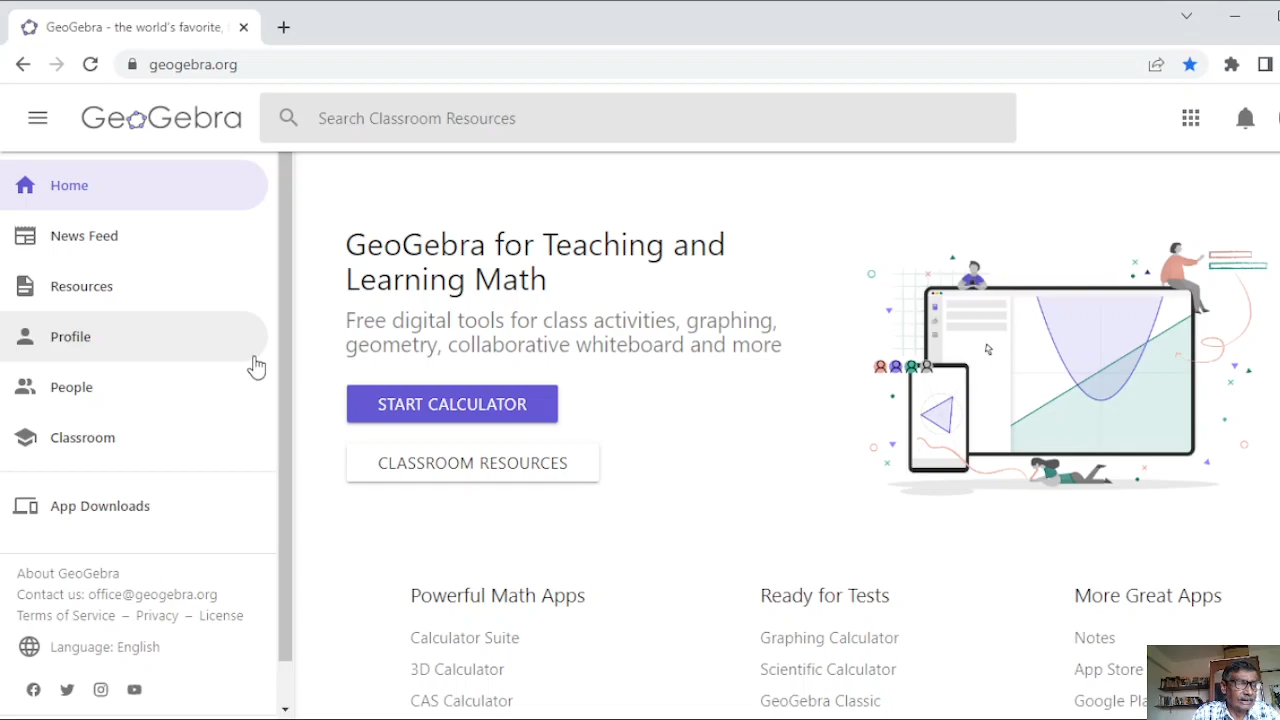 GeoGebra - the world's favorite,
geogebra.org
GeoGebra
Search Classroom Resources
Home
News Feed
Resources
Profile
People
Classroom
App Downloads
About GeoGebra
Contact us: office@geogebra.org
Terms of Service – Privacy – License
Language: English
GeoGebra for Teaching and
Learning Math
Free digital tools for class activities, graphing,
geometry, collaborative whiteboard and more
START CALCULATOR
CLASSROOM RESOURCES
Powerful Math Apps
Calculator Suite
3D Calculator
CAS Calculator
Ready for Tests
Graphing Calculator
Scientific Calculator
GeoGebra Classic
More Great Apps
Notes
App Store
Google